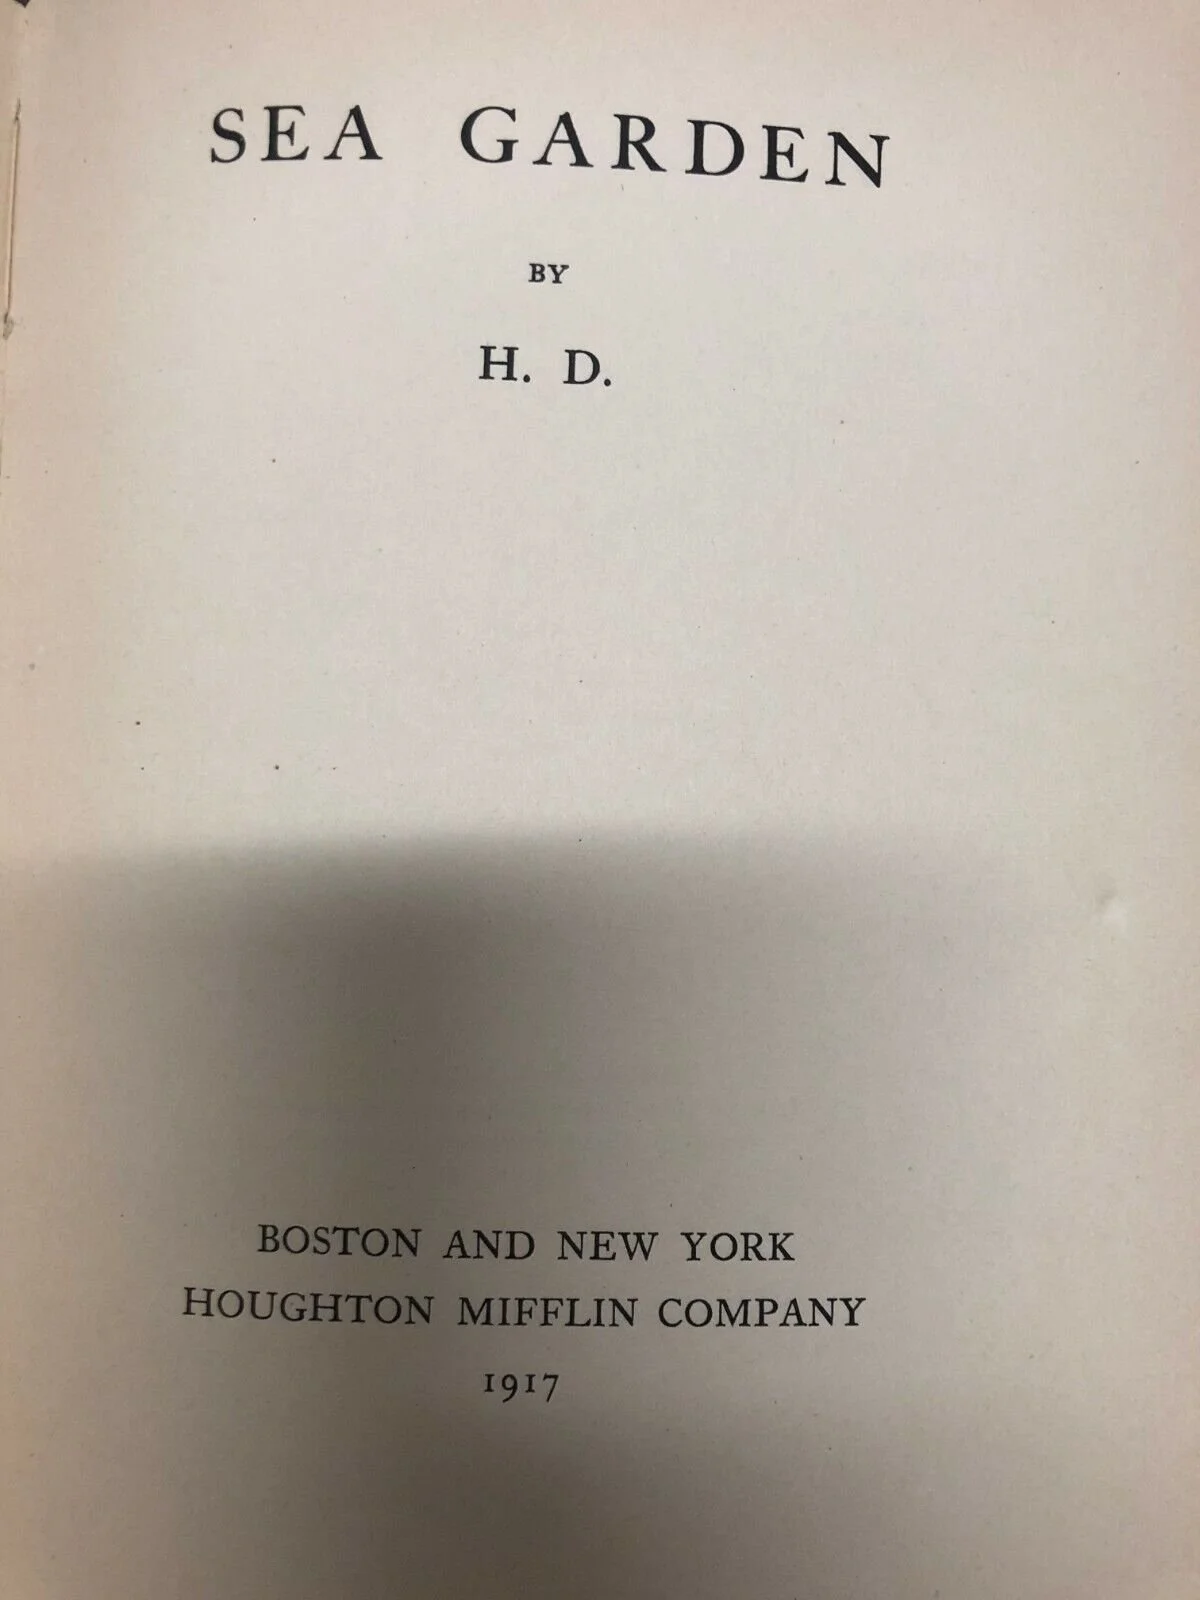 SEA GARDEN
BY
H. D.
BOSTON AND NEW YORK
HOUGHTON MIFFLIN COMPANY
1917